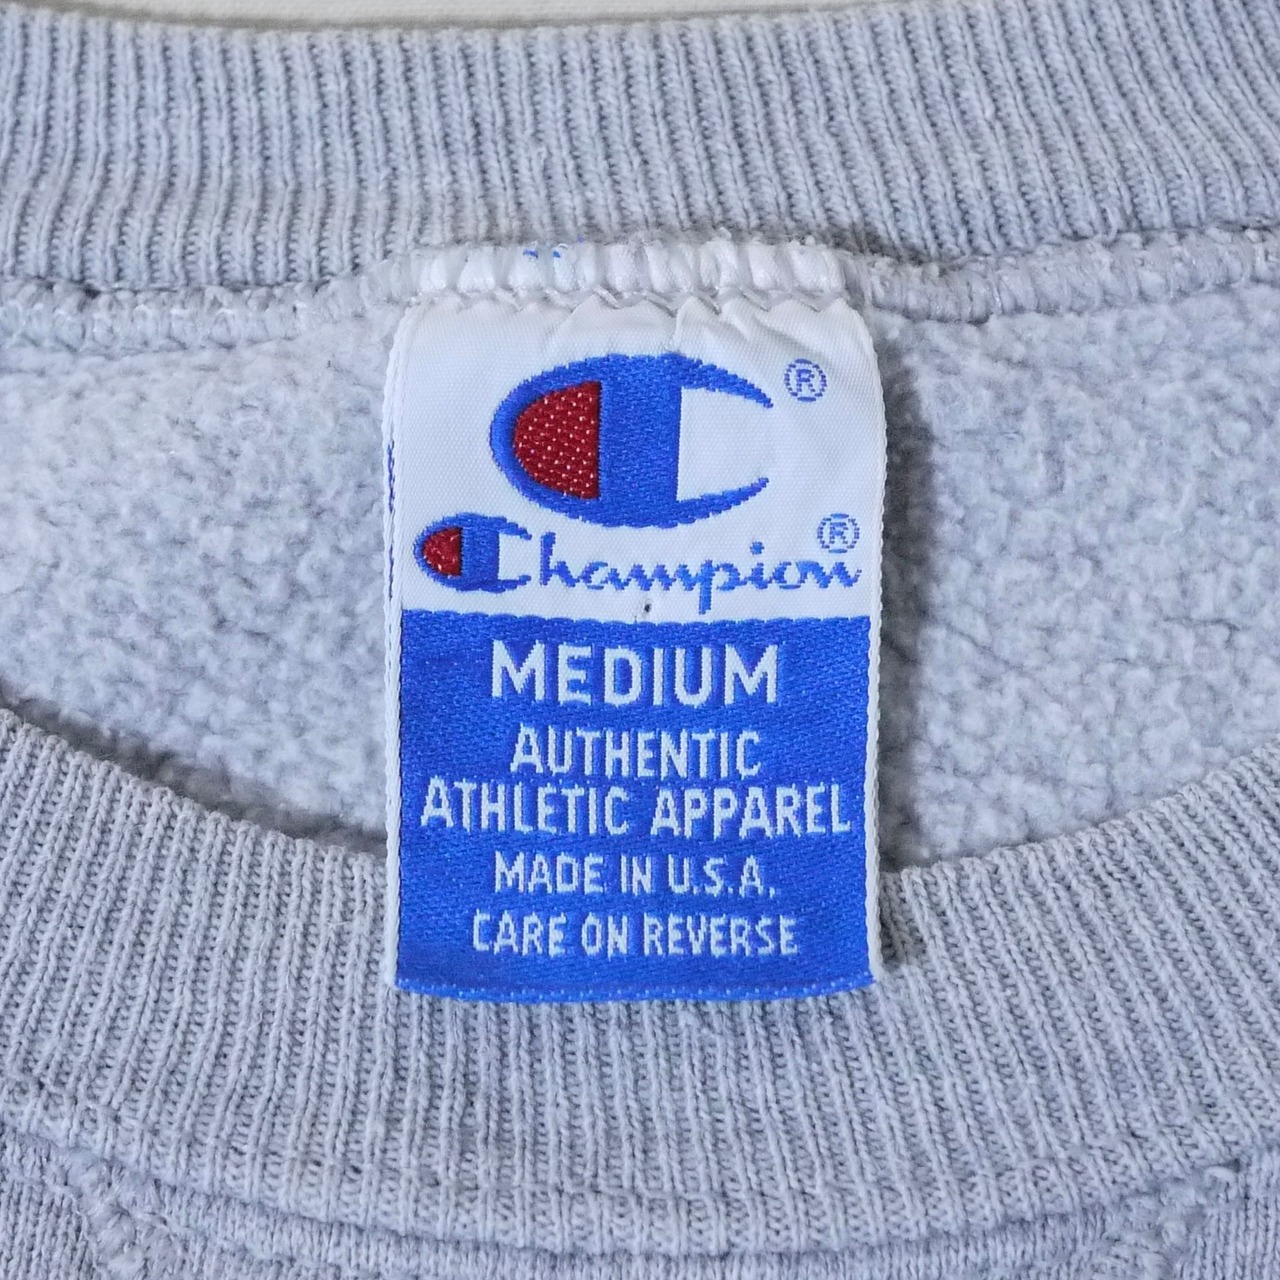 ®
Champion®
MEDIUM
AUTHENTIC
ATHLETIC APPAREL
MADE IN U.S.A.
CARE ON REVERSE